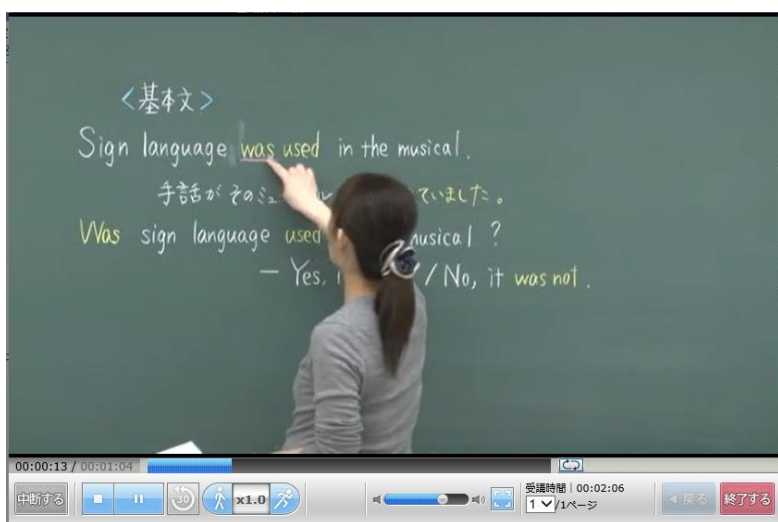 <基本文>
Sign language was used in the musical.
手話がそのミュ ていました。
Was sign language used musical?
— Yes, / No, it was not.
00:00:13 / 00:01:04
中断する 30 x1.0 受講時間 00:02:06 1 /1ページ 戻る 終了する